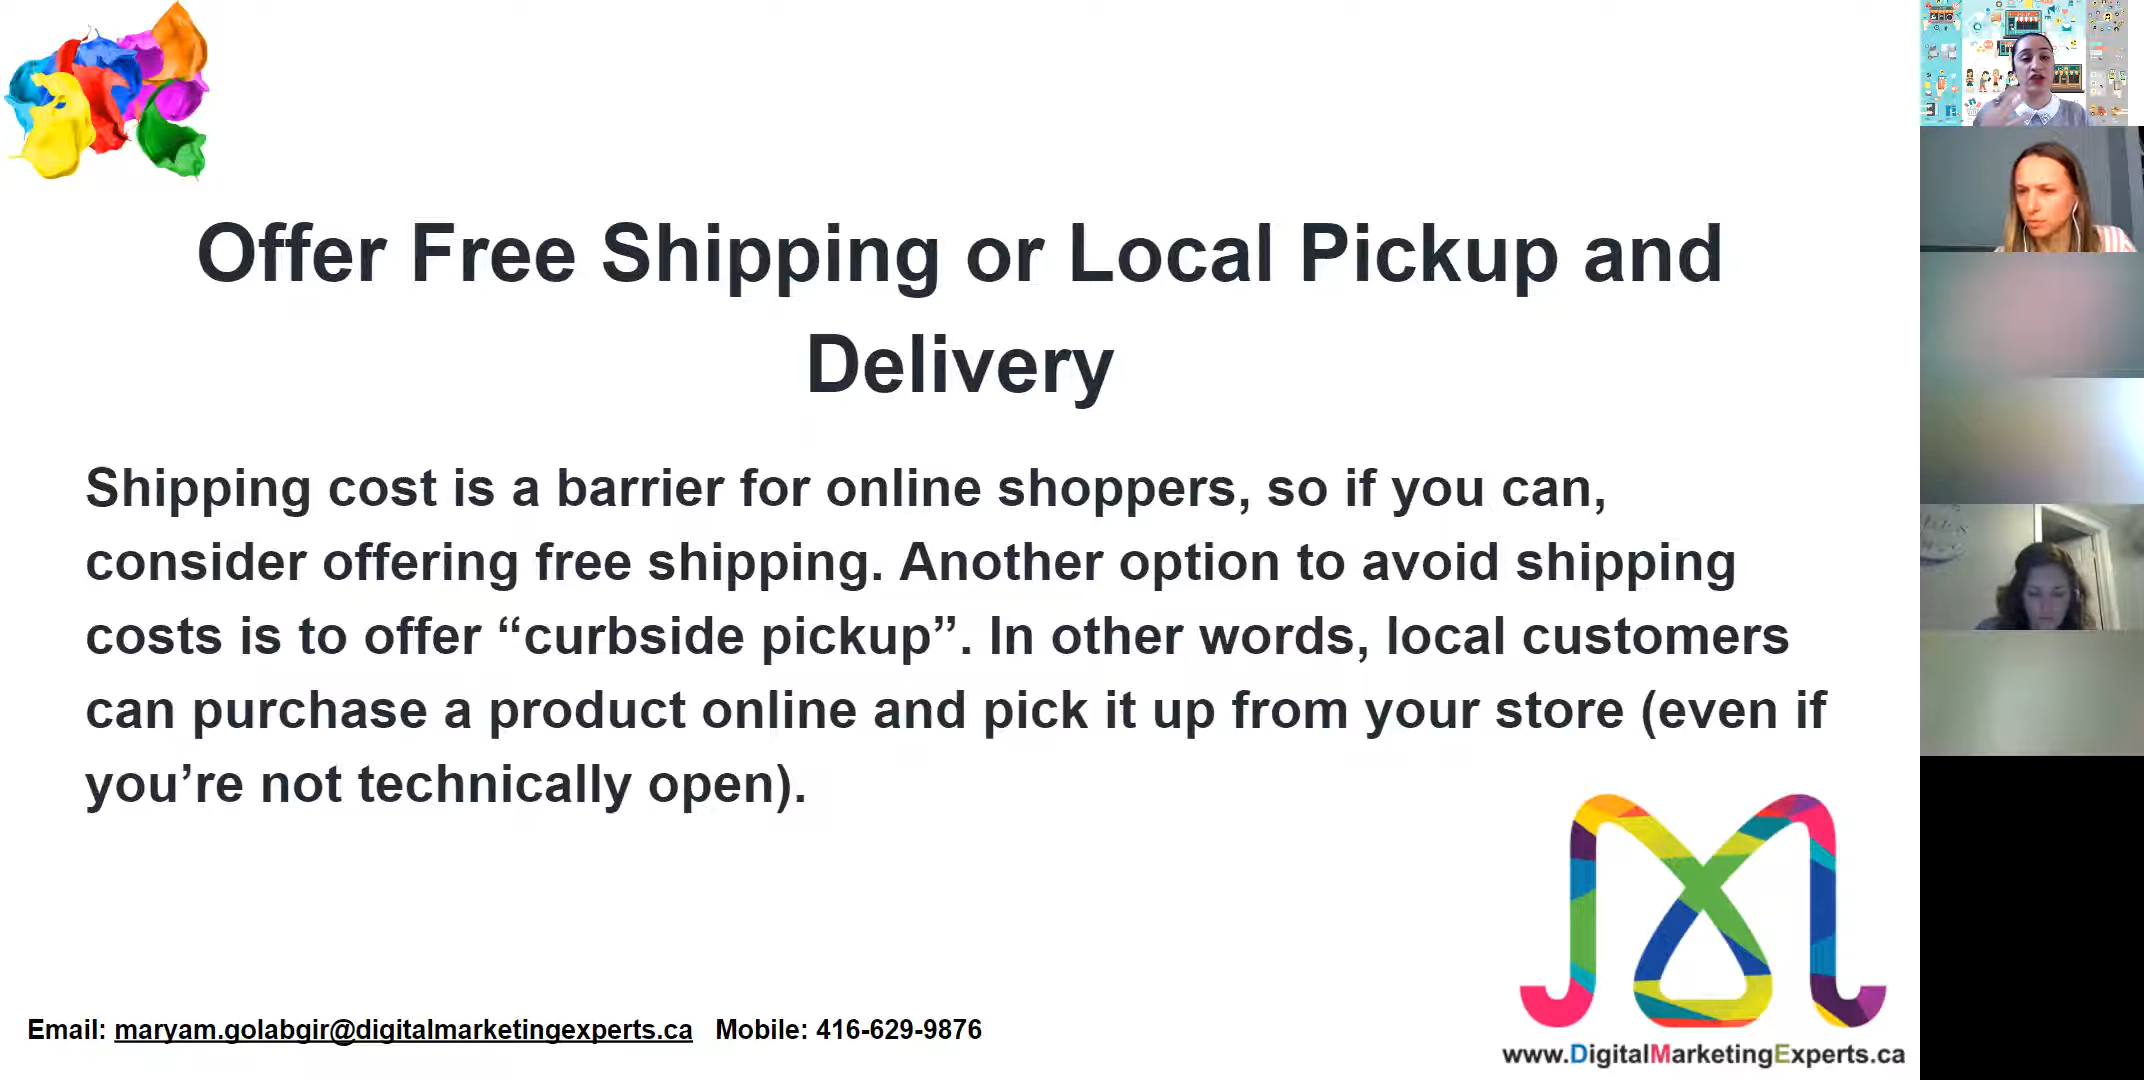 Offer Free Shipping or Local Pickup and
Delivery
Shipping cost is a barrier for online shoppers, so if you can,
consider offering free shipping. Another option to avoid shipping
costs is to offer “curbside pickup”. In other words, local customers
can purchase a product online and pick it up from your store (even if
you’re not technically open).
Email: maryam.golabgir@digitalmarketingexperts.ca Mobile: 416-629-9876
www.DigitalMarketingExperts.ca